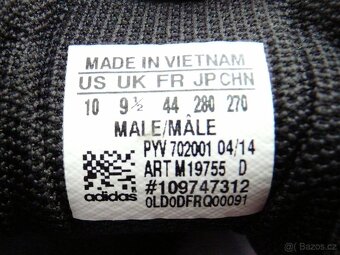 MADE IN VIETNAM
US UK FR JP CHN
10 9½ 44 280 270
MALE/MÂLE
PYV 702001 04/14
ART M19755 D
#109747312
0LD0DFRQ00091
adidas
Bazos.cz